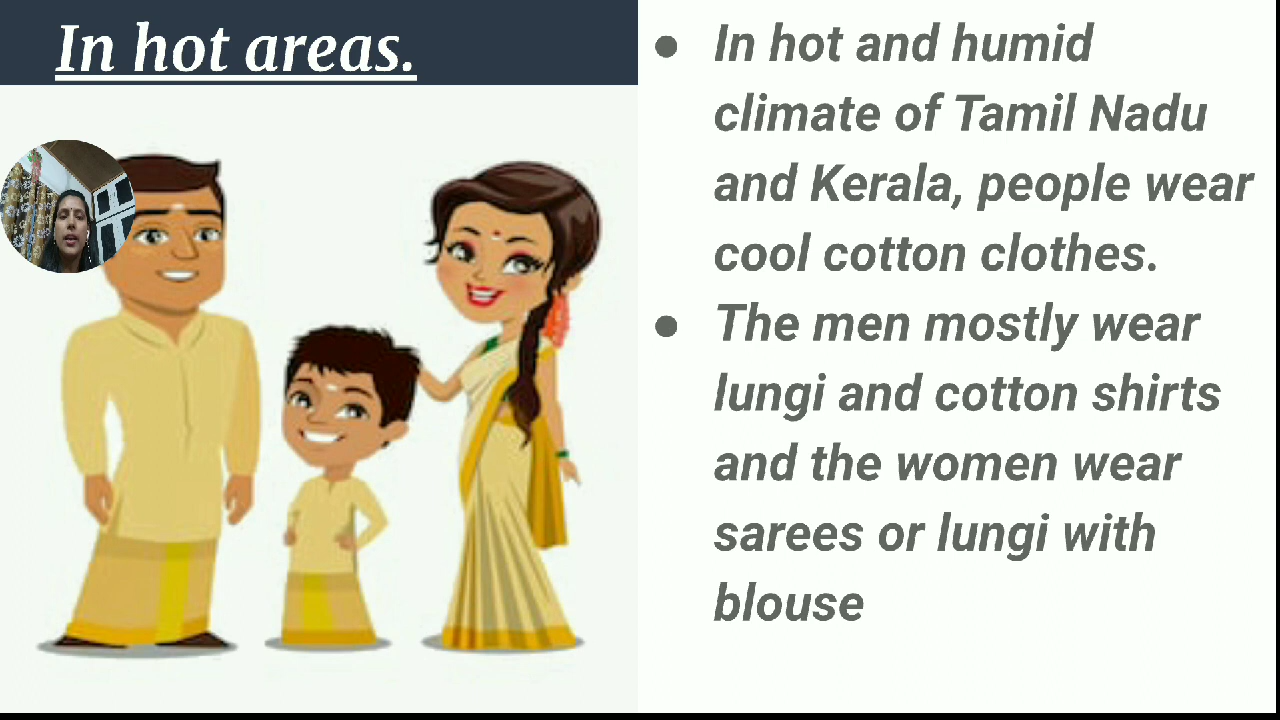 In hot areas.
● In hot and humid
climate of Tamil Nadu
and Kerala, people wear
cool cotton clothes.
● The men mostly wear
lungi and cotton shirts
and the women wear
sarees or lungi with
blouse